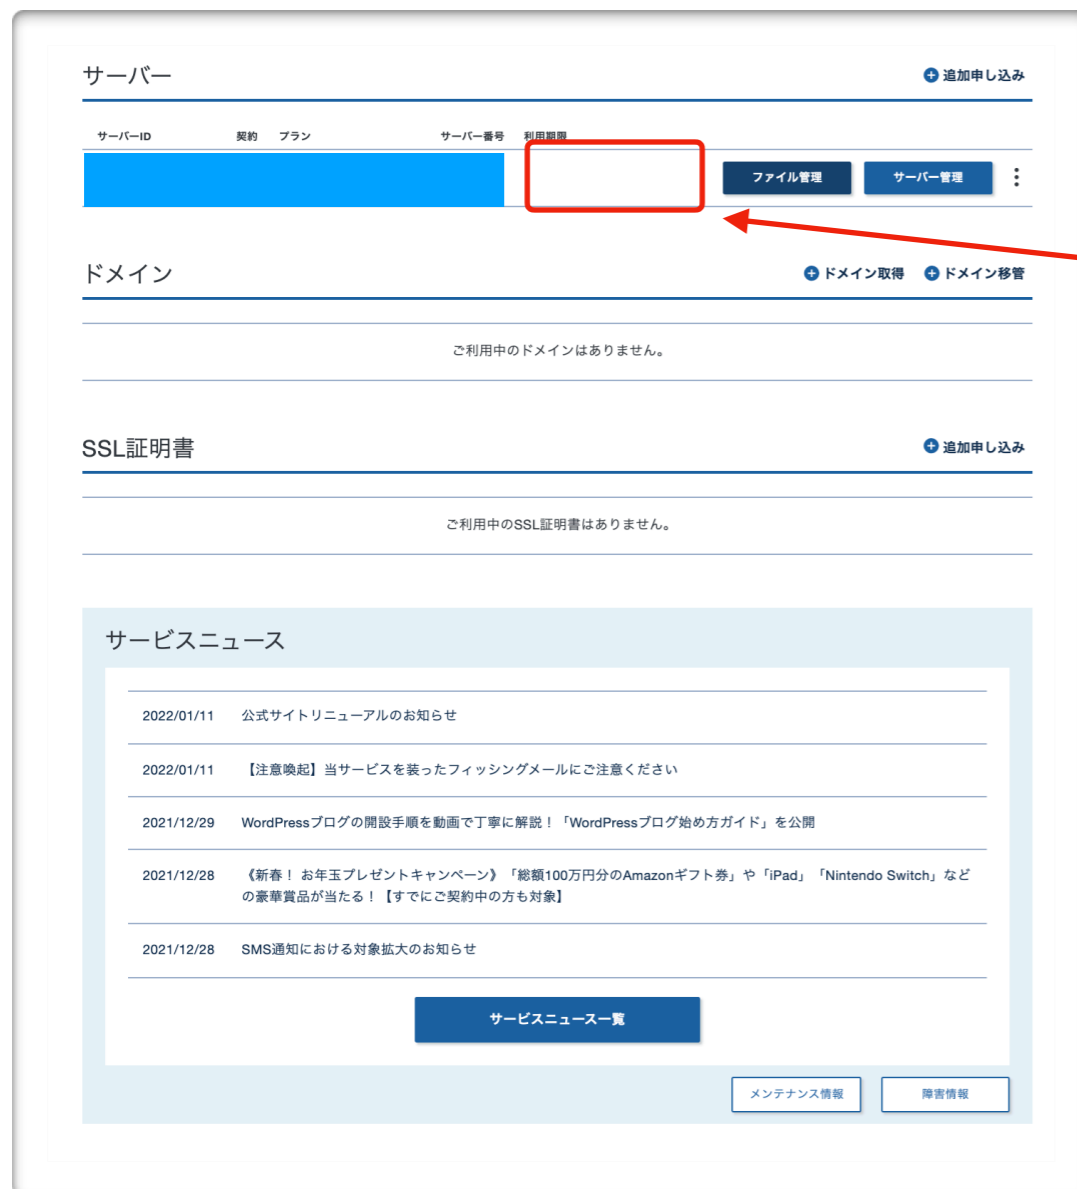 サーバー
追加申し込み
サーバーID 契約 プラン サーバー番号 利用期限
ファイル管理 サーバー管理
ドメイン
ドメイン取得 ドメイン移管
ご利用中のドメインはありません。
SSL証明書
追加申し込み
ご利用中のSSL証明書はありません。
サービスニュース
2022/01/11 公式サイトリニューアルのお知らせ
2022/01/11 【注意喚起】当サービスを装ったフィッシングメールにご注意ください
2021/12/29 WordPressブログの開設手順を動画で丁寧に解説！「WordPressブログ始め方ガイド」を公開
2021/12/28 《新春！ お年玉プレゼントキャンペーン》「総額100万円分のAmazonギフト券」や「iPad」「Nintendo Switch」など
の豪華賞品が当たる！【すでにご契約中の方も対象】
2021/12/28 SMS通知における対象拡大のお知らせ
サービスニュース一覧
メンテナンス情報 障害情報